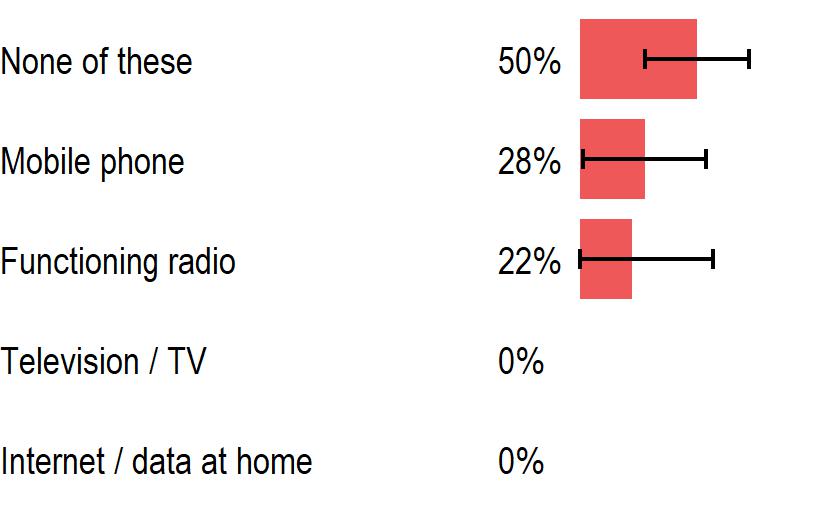 None of these 50%
Mobile phone 28%
Functioning radio 22%
Television / TV 0%
Internet / data at home 0%